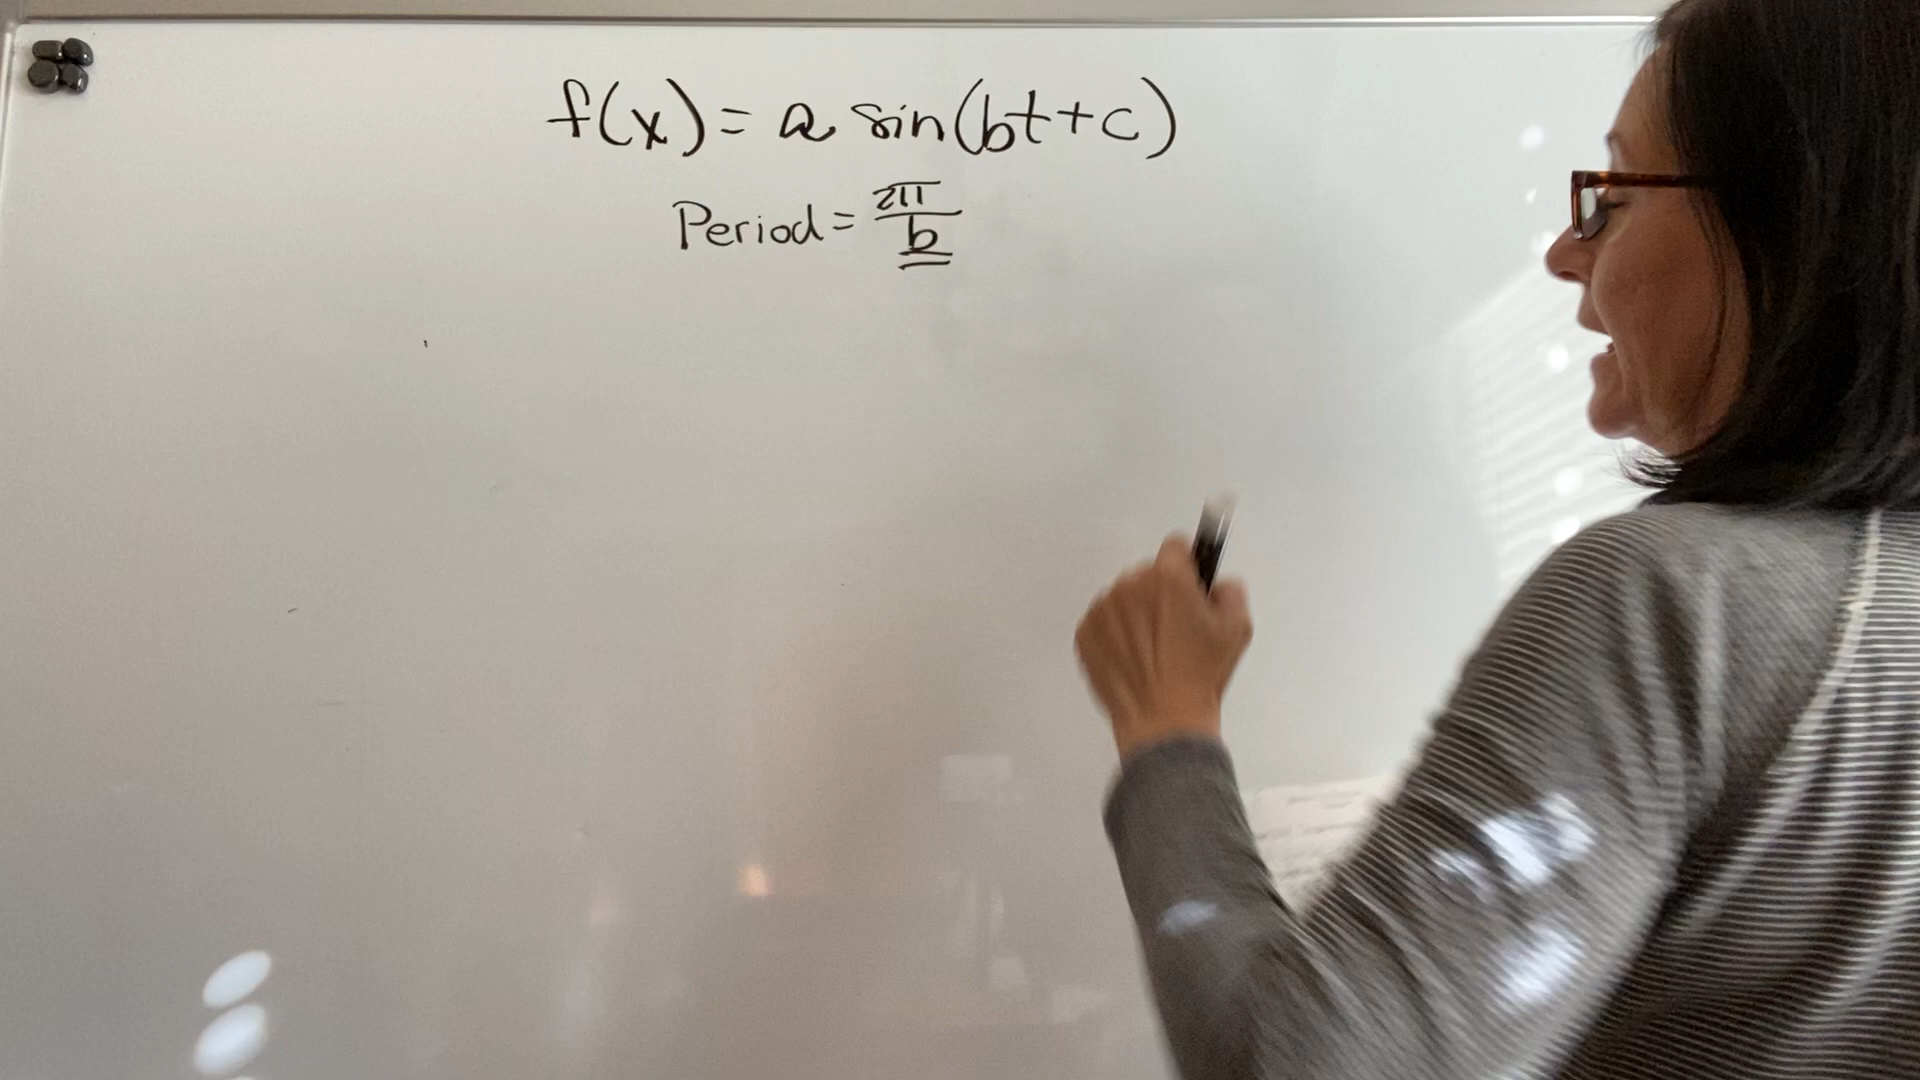 f(x) = a sin(bt+c)
Period = 2π/b